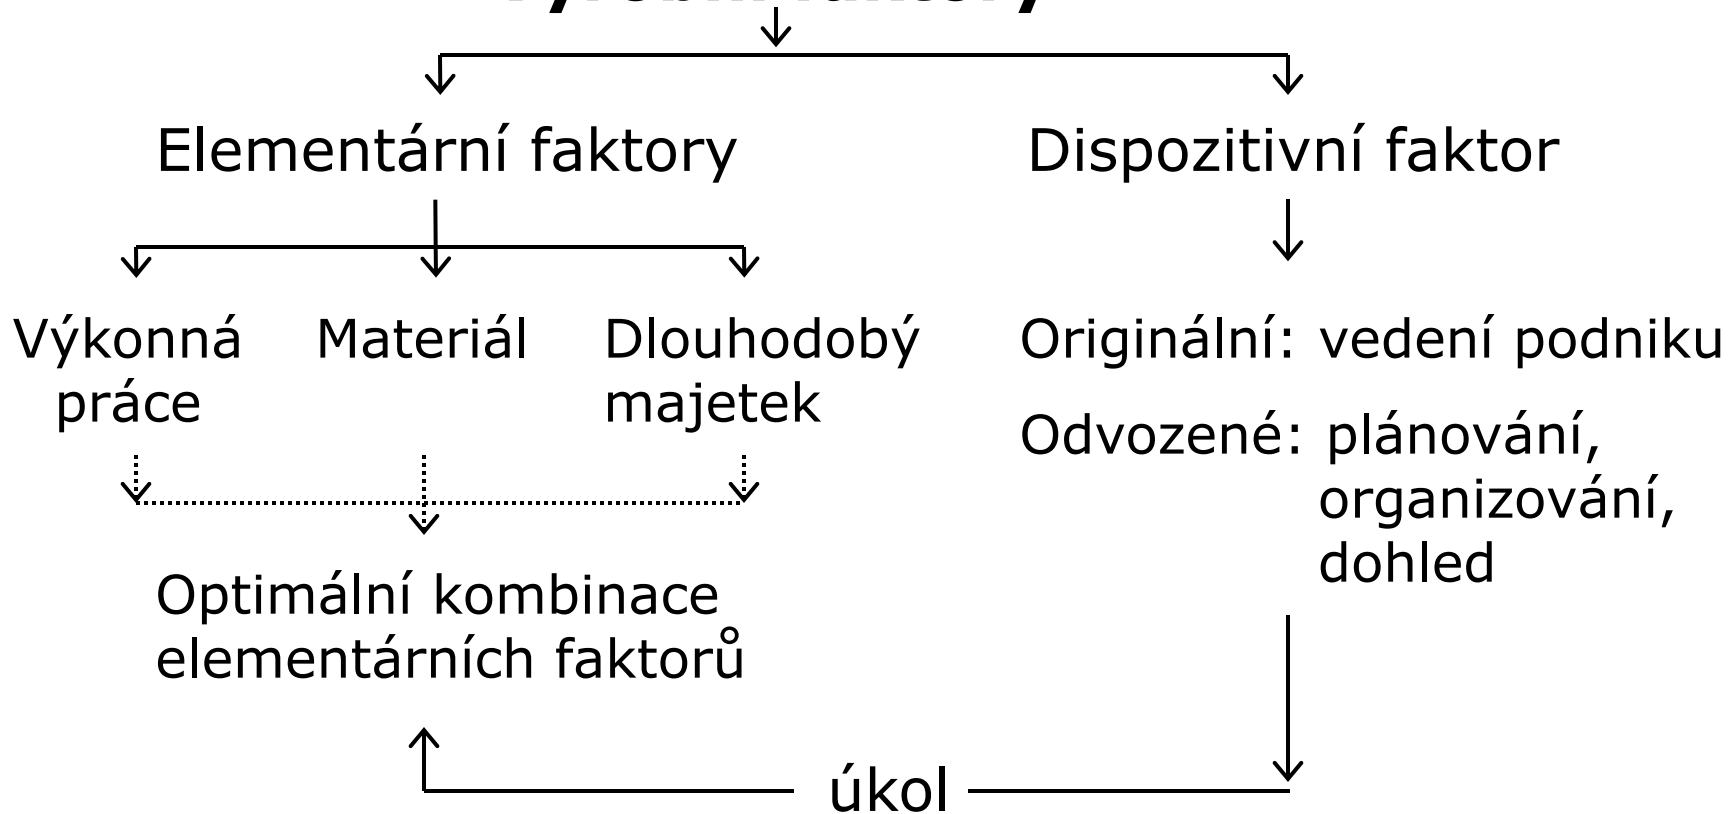 Elementární faktory
Dispozitivní faktor
Výkonná
práce
Materiál
Dlouhodobý
majetek
Originální: vedení podniku
Odvozené: plánování,
organizování,
dohled
Optimální kombinace
elementárních faktorů
úkol